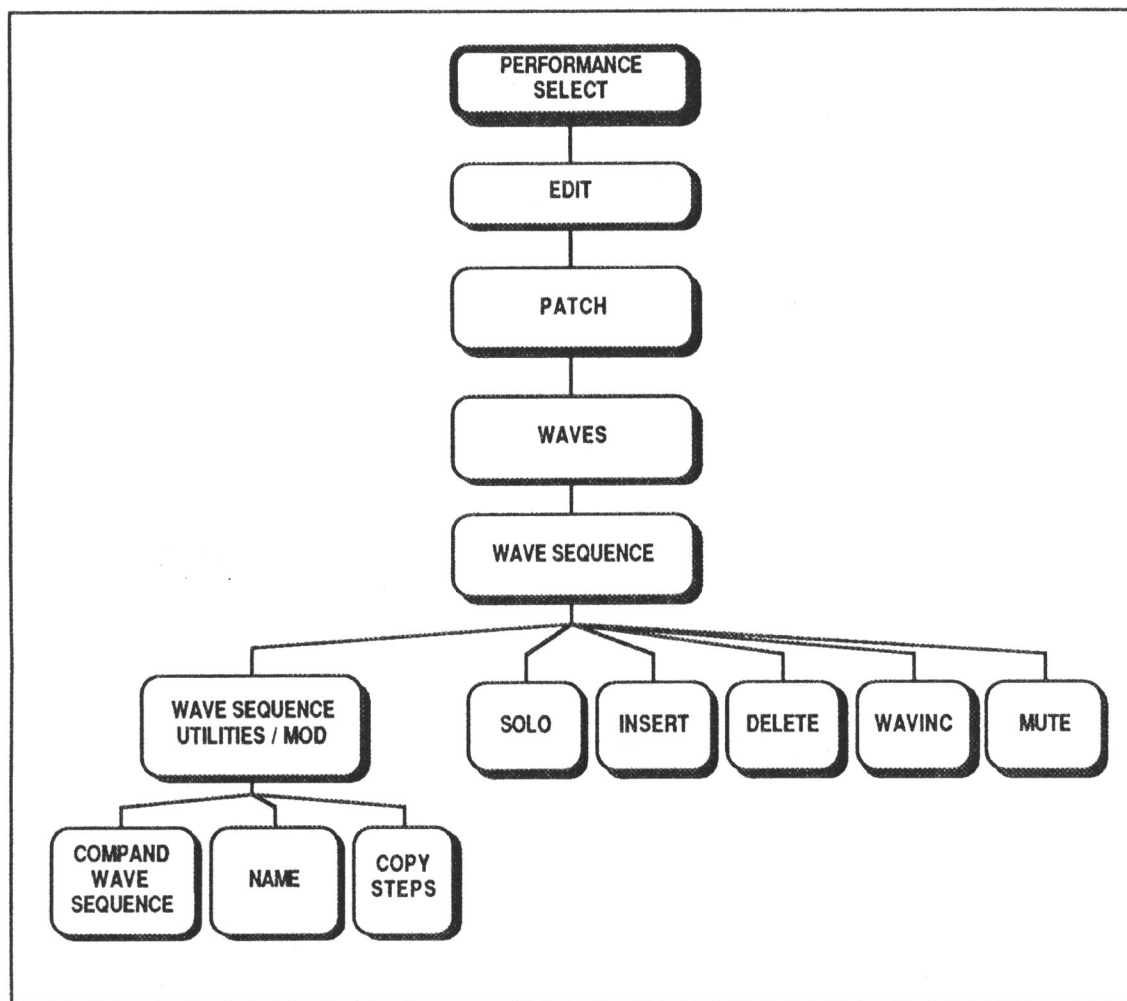 PERFORMANCE
SELECT
EDIT
PATCH
WAVES
WAVE SEQUENCE
WAVE SEQUENCE
UTILITIES / MOD
SOLO
INSERT
DELETE
WAVINC
MUTE
COMPAND
WAVE
SEQUENCE
NAME
COPY
STEPS